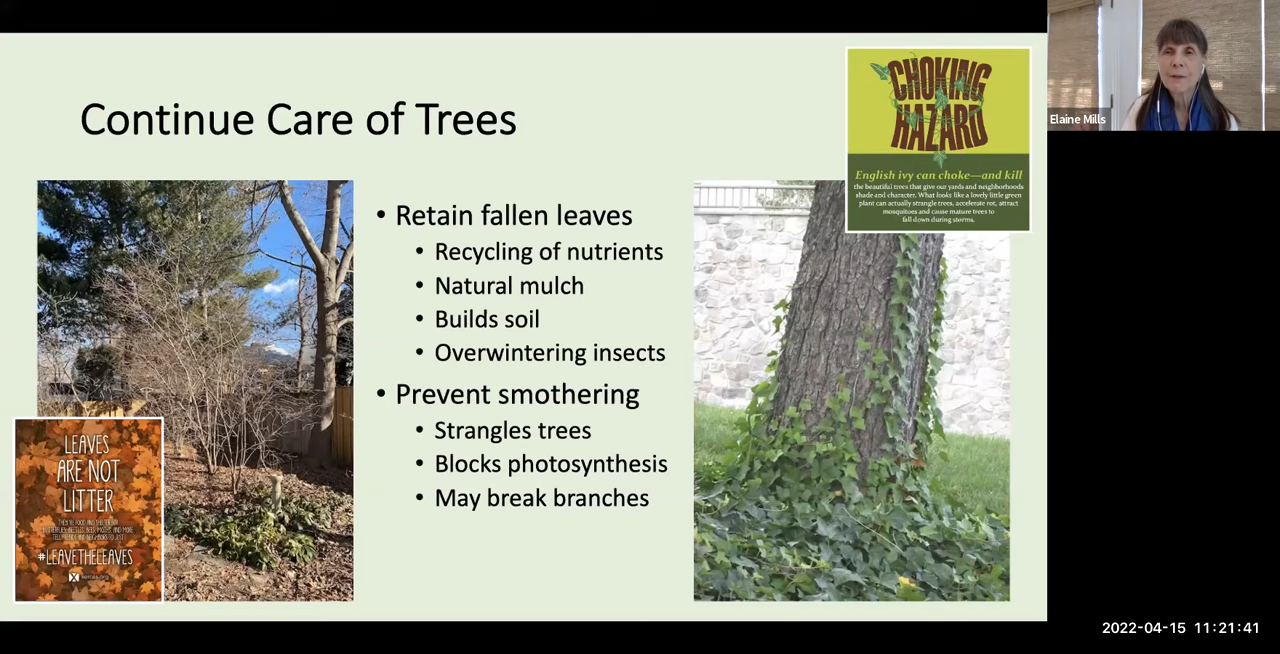 Continue Care of Trees
• Retain fallen leaves
• Recycling of nutrients
• Natural mulch
• Builds soil
• Overwintering insects
• Prevent smothering
• Strangles trees
• Blocks photosynthesis
• May break branches
LEAVES
ARE NOT
LITTER
#LEAVETHELEAVES
CHOKING
HAZARD
English ivy can choke—and kill
the beautiful trees that give our yards and neighborhoods
shade and character. What looks like a lovely little green
plant can actually strangle trees, accelerate rot, attract
mosquitoes and cause mature trees to
fall down during storms.
Elaine Mills
2022-04-15 11:21:41